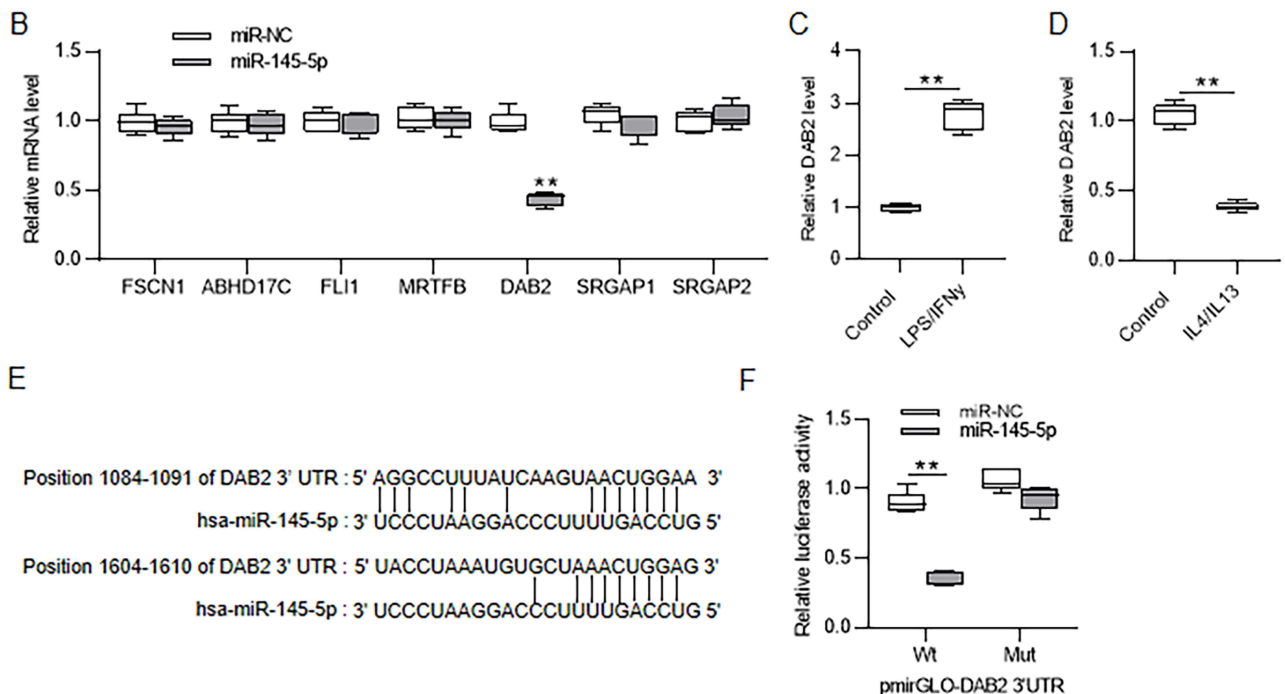 B
miR-NC
miR-145-5p
Relative mRNA level
1.5
1.0
0.5
0.0
**
FSCN1 ABHD17C FLI1 MRTFB DAB2 SRGAP1 SRGAP2
C
Relative DAB2 level
4
3
2
1
0
**
Control
LPS/IFNy
D
Relative DAB2 level
1.5
1.0
0.5
0.0
**
Control
IL4/IL13
E
Position 1084-1091 of DAB2 3' UTR : 5' AGGCCUUUAUCAAGUAACUGGAA 3'
hsa-miR-145-5p : 3' UCCCUAAGGACCCUUUUGACCUG 5'
Position 1604-1610 of DAB2 3' UTR : 5' UACCUAAAUGUGCUAAACUGGAG 3'
hsa-miR-145-5p : 3' UCCCUAAGGACCCUUUUGACCUG 5'
F
miR-NC
miR-145-5p
Relative luciferase activity
1.5
1.0
0.5
0.0
**
Wt Mut
pmirGLO-DAB2 3'UTR